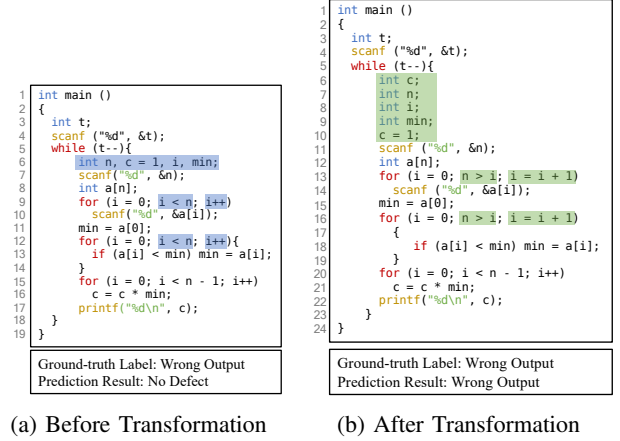 1 int main ()
2 {
3 int t;
4 scanf ("%d", &t);
5 while (t--){
6 int n, c = 1, i, min;
7 scanf("%d", &n);
8 int a[n];
9 for (i = 0; i < n; i++)
10 scanf("%d", &a[i]);
11 min = a[0];
12 for (i = 0; i < n; i++){
13 if (a[i] < min) min = a[i];
14 }
15 for (i = 0; i < n - 1; i++)
16 c = c * min;
17 printf("%d\n", c);
18 }
19 }
Ground-truth Label: Wrong Output
Prediction Result: No Defect
(a) Before Transformation
1 int main ()
2 {
3 int t;
4 scanf ("%d", &t);
5 while (t--){
6 int c;
7 int n;
8 int i;
9 int min;
10 c = 1;
11 scanf ("%d", &n);
12 int a[n];
13 for (i = 0; n > i; i = i + 1)
14 scanf ("%d", &a[i]);
15 min = a[0];
16 for (i = 0; n > i; i = i + 1)
17 {
18 if (a[i] < min) min = a[i];
19 }
20 for (i = 0; i < n - 1; i++)
21 c = c * min;
22 printf("%d\n", c);
23 }
24 }
Ground-truth Label: Wrong Output
Prediction Result: Wrong Output
(b) After Transformation